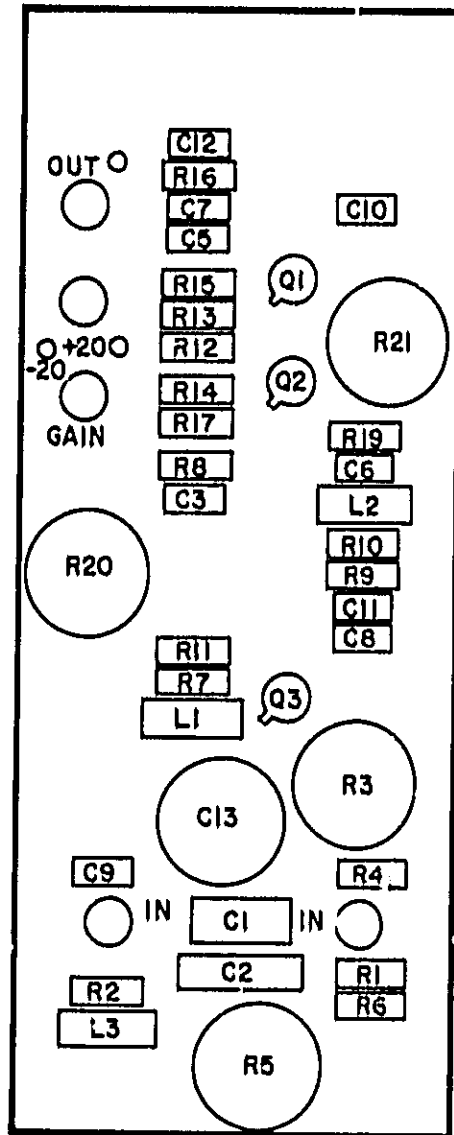 C12
OUT
R16
C7
C10
C5
Q1
R15
R13
R21
+20
R12
-20
Q2
R14
GAIN
R17
R19
R8
C6
C3
L2
R10
R20
R9
C11
C8
R11
R7
Q3
L1
R3
C13
C9
R4
IN
C1
IN
C2
R1
R2
R6
L3
R5